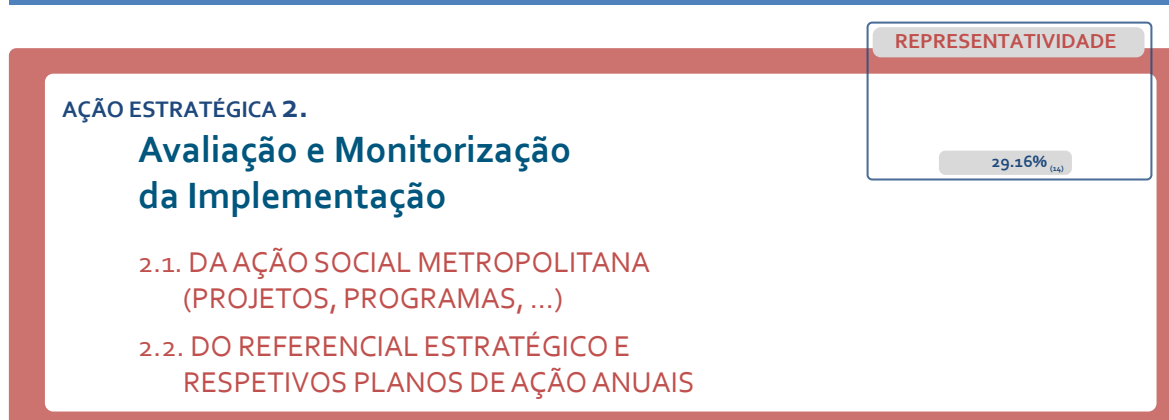 REPRESENTATIVIDADE
AÇÃO ESTRATÉGICA 2.
Avaliação e Monitorização
da Implementação
29.16% (14)
2.1. DA AÇÃO SOCIAL METROPOLITANA
(PROJETOS, PROGRAMAS, ...)
2.2. DO REFERENCIAL ESTRATÉGICO E
RESPETIVOS PLANOS DE AÇÃO ANUAIS